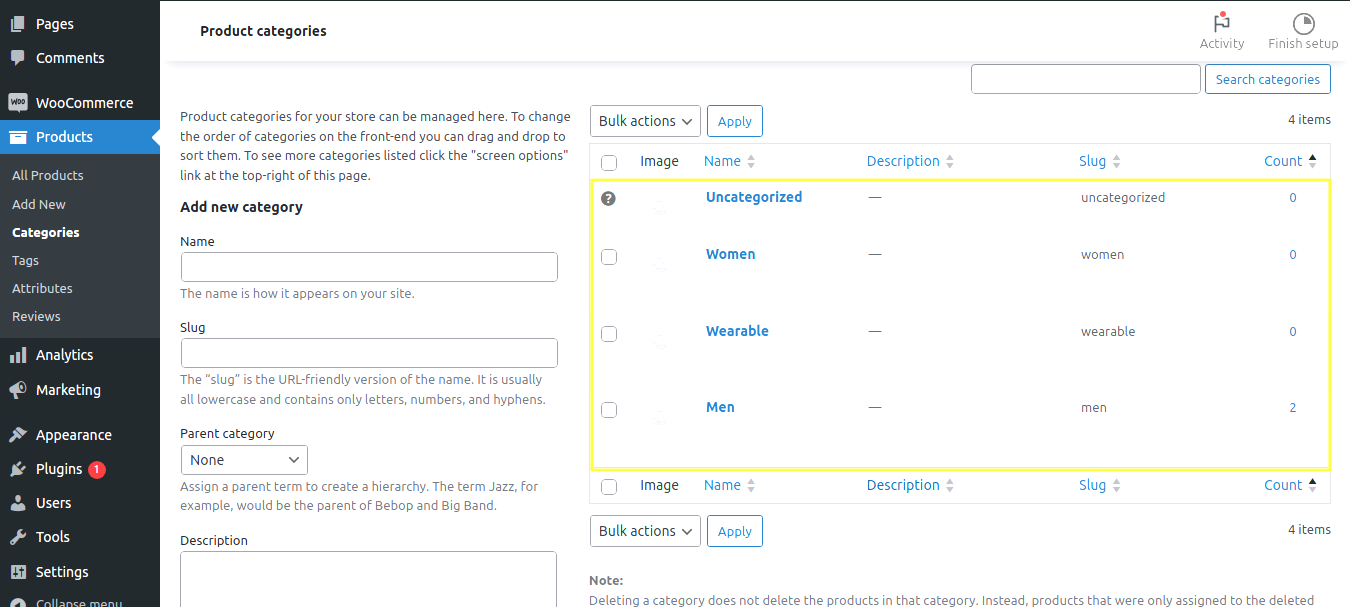 Pages
Comments
WooCommerce
Products
All Products
Add New
Categories
Tags
Attributes
Reviews
Analytics
Marketing
Appearance
Plugins 1
Users
Tools
Settings
Collapse menu
Product categories
Activity
Finish setup
Search categories
Product categories for your store can be managed here. To change
the order of categories on the front-end you can drag and drop to
sort them. To see more categories listed click the "screen options"
link at the top-right of this page.
Add new category
Name
The name is how it appears on your site.
Slug
The “slug” is the URL-friendly version of the name. It is usually
all lowercase and contains only letters, numbers, and hyphens.
Parent category
None
Assign a parent term to create a hierarchy. The term Jazz, for
example, would be the parent of Bebop and Big Band.
Description
Bulk actions Apply 4 items
Image Name Description Slug Count
? Uncategorized — uncategorized 0
Women — women 0
Wearable — wearable 0
Men — men 2
Image Name Description Slug Count
Bulk actions Apply 4 items
Note:
Deleting a category does not delete the products in that category. Instead, products that were only assigned to the deleted